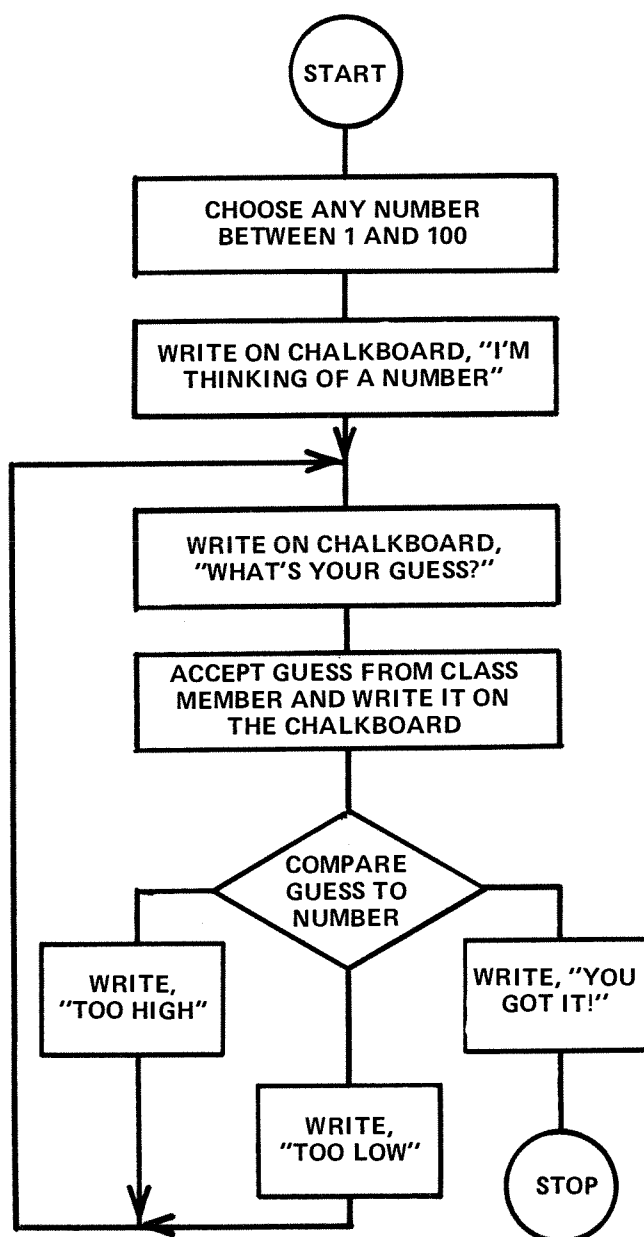 START
CHOOSE ANY NUMBER
BETWEEN 1 AND 100
WRITE ON CHALKBOARD, "I'M
THINKING OF A NUMBER"
WRITE ON CHALKBOARD,
"WHAT'S YOUR GUESS?"
ACCEPT GUESS FROM CLASS
MEMBER AND WRITE IT ON
THE CHALKBOARD
COMPARE
GUESS TO
NUMBER
WRITE,
"TOO HIGH"
WRITE,
"TOO LOW"
WRITE, "YOU
GOT IT!"
STOP